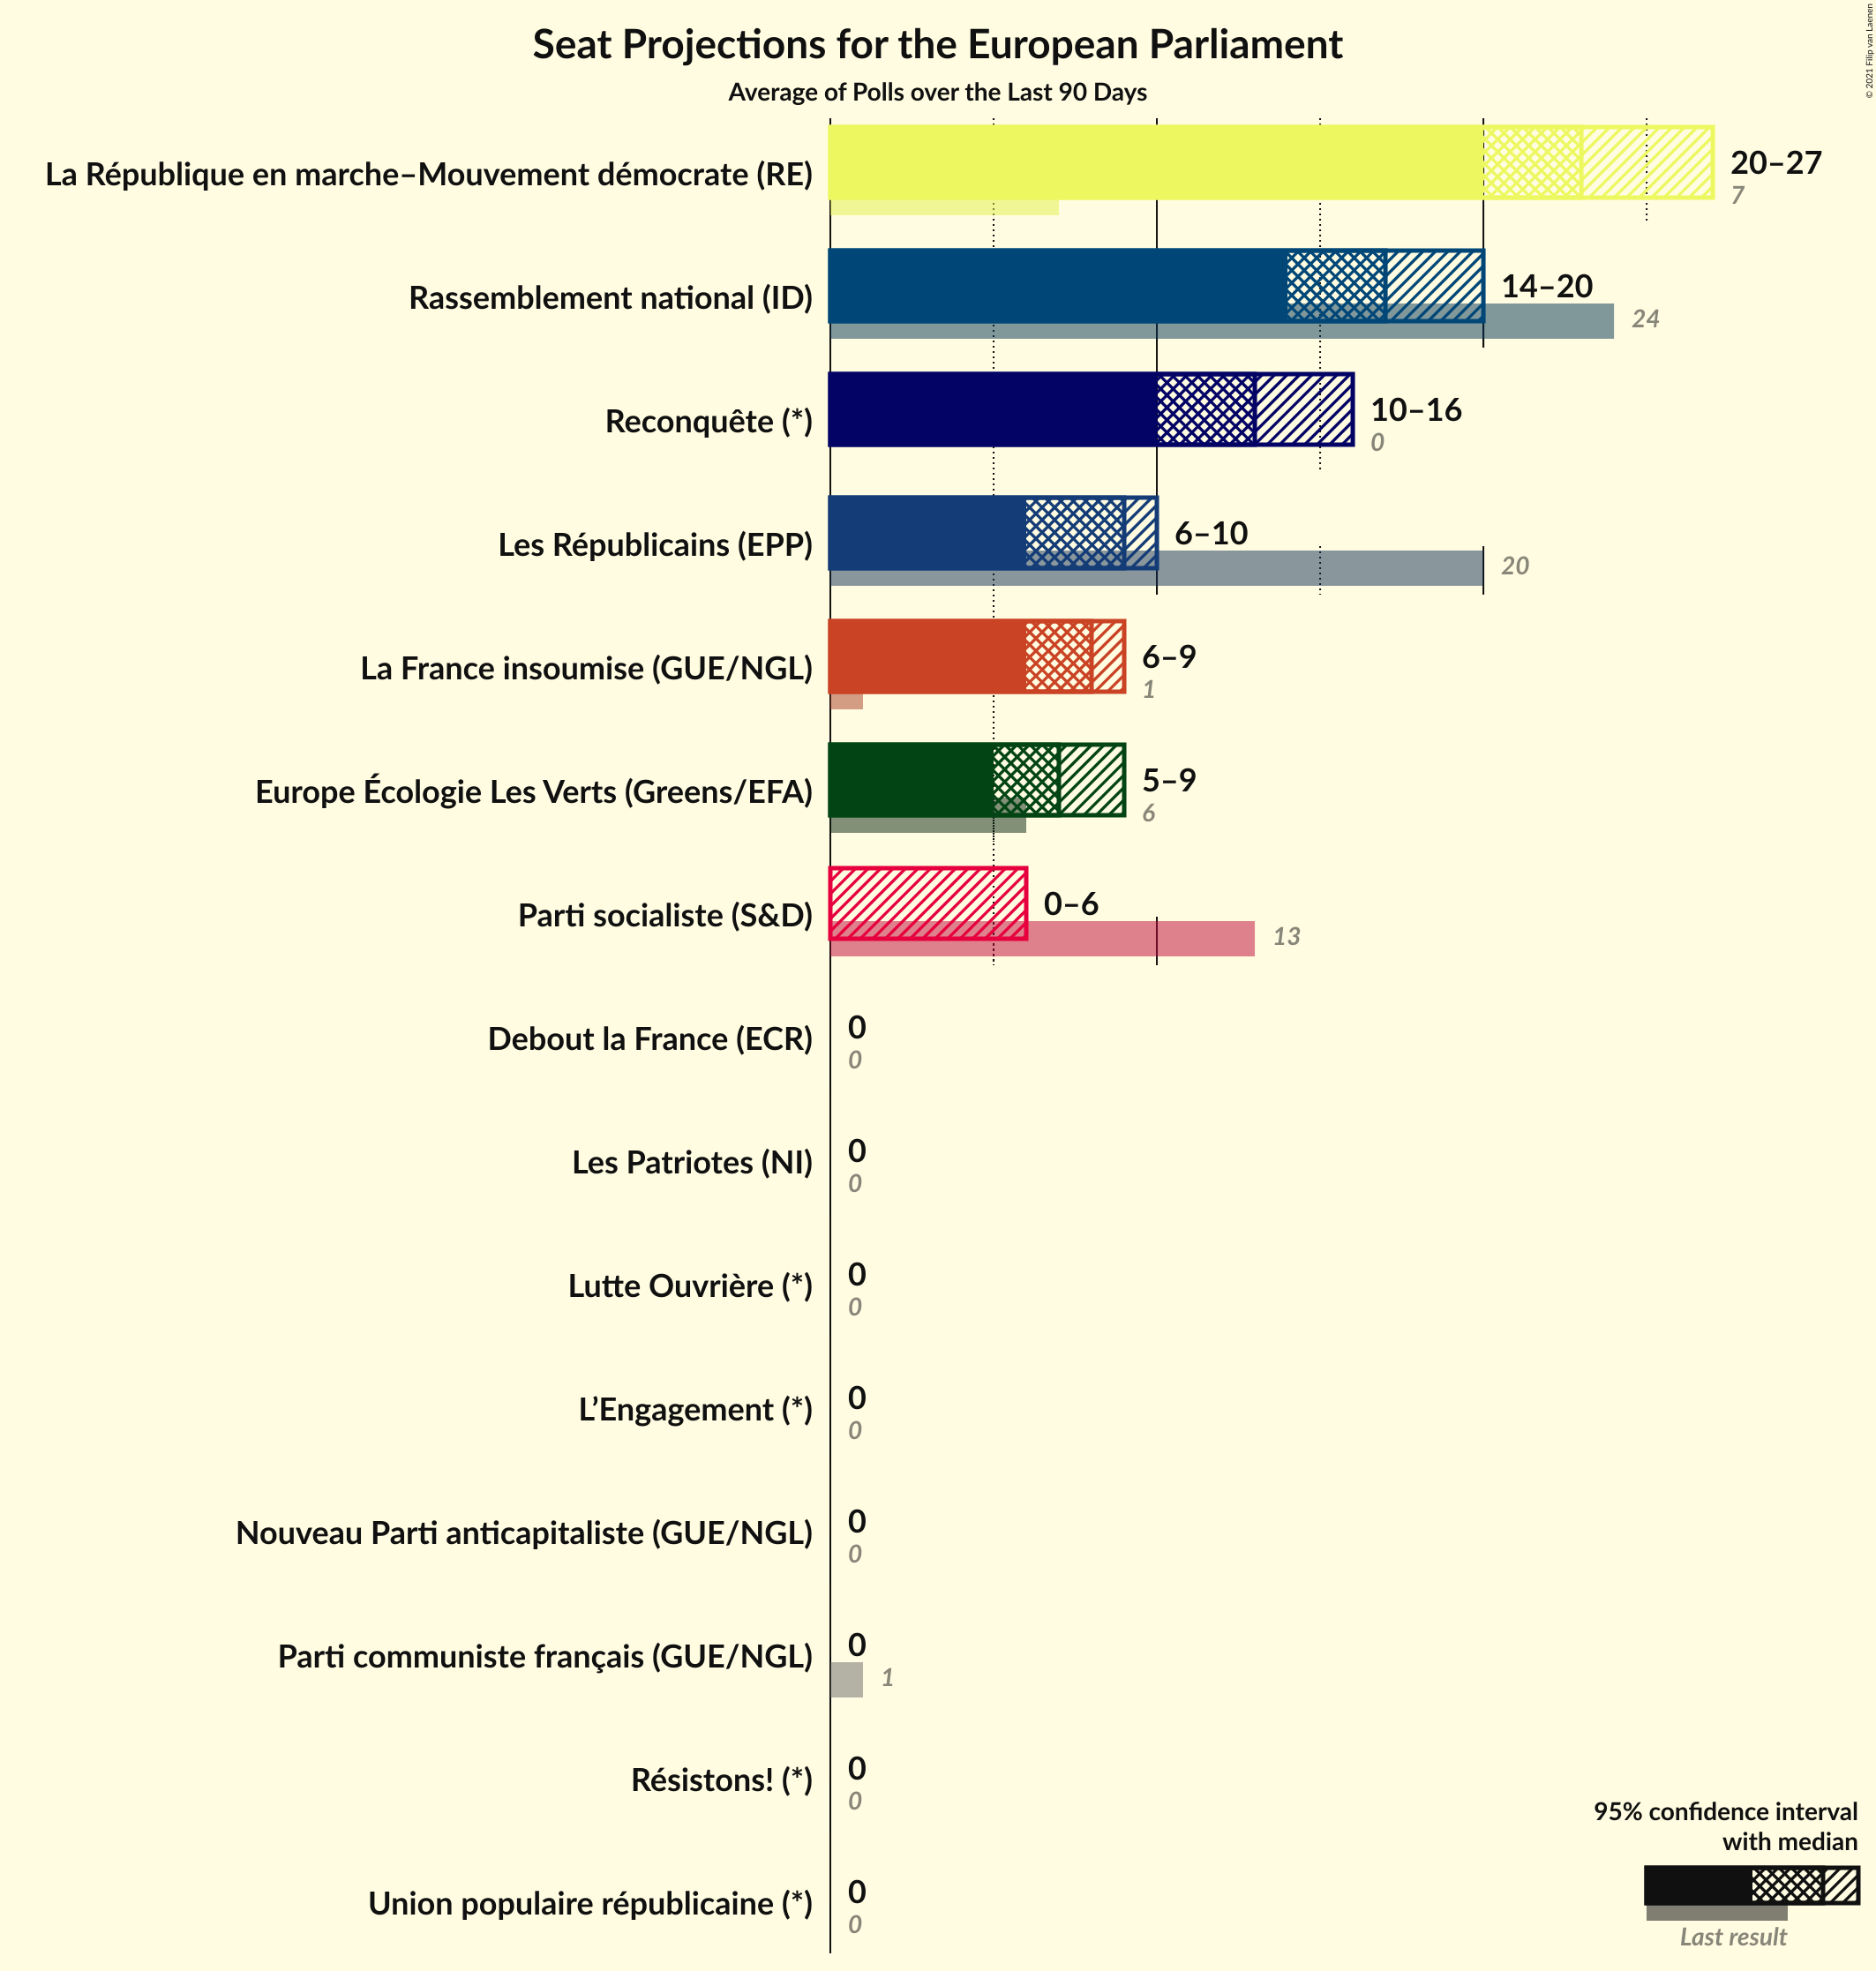 Seat Projections for the European Parliament
Average of Polls over the Last 90 Days
© 2021 Filip van Laenen
La République en marche–Mouvement démocrate (RE)
20–27
7
Rassemblement national (ID)
14–20
24
Reconquête (*)
10–16
0
Les Républicains (EPP)
6–10
20
La France insoumise (GUE/NGL)
6–9
1
Europe Écologie Les Verts (Greens/EFA)
5–9
6
Parti socialiste (S&D)
0–6
13
Debout la France (ECR)
0
0
Les Patriotes (NI)
0
0
Lutte Ouvrière (*)
0
0
L’Engagement (*)
0
0
Nouveau Parti anticapitaliste (GUE/NGL)
0
0
Parti communiste français (GUE/NGL)
0
1
Résistons! (*)
0
0
Union populaire républicaine (*)
0
0
95% confidence interval
with median
Last result